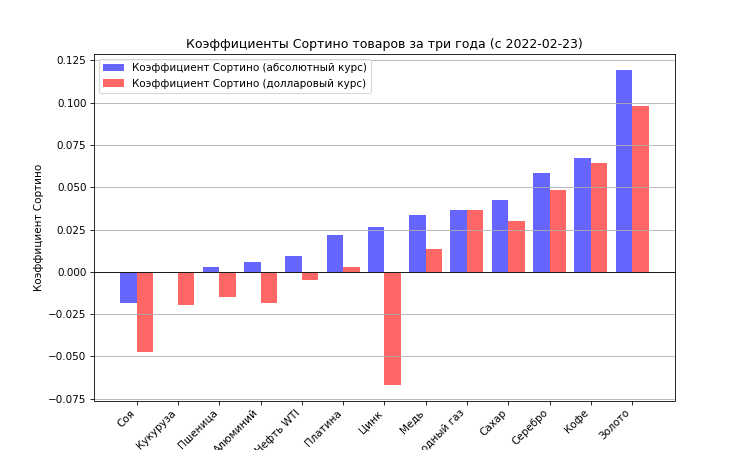 Коэффициенты Сортино товаров за три года (с 2022-02-23)
Коэффициент Сортино (абсолютный курс)
Коэффициент Сортино (долларовый курс)
Коэффициент Сортино
0.125
0.100
0.075
0.050
0.025
0.000
−0.025
−0.050
−0.075
Соя
Кукуруза
Пшеница
Алюминий
Нефть WTI
Платина
Цинк
Медь
газ
Сахар
Серебро
Кофе
Золото